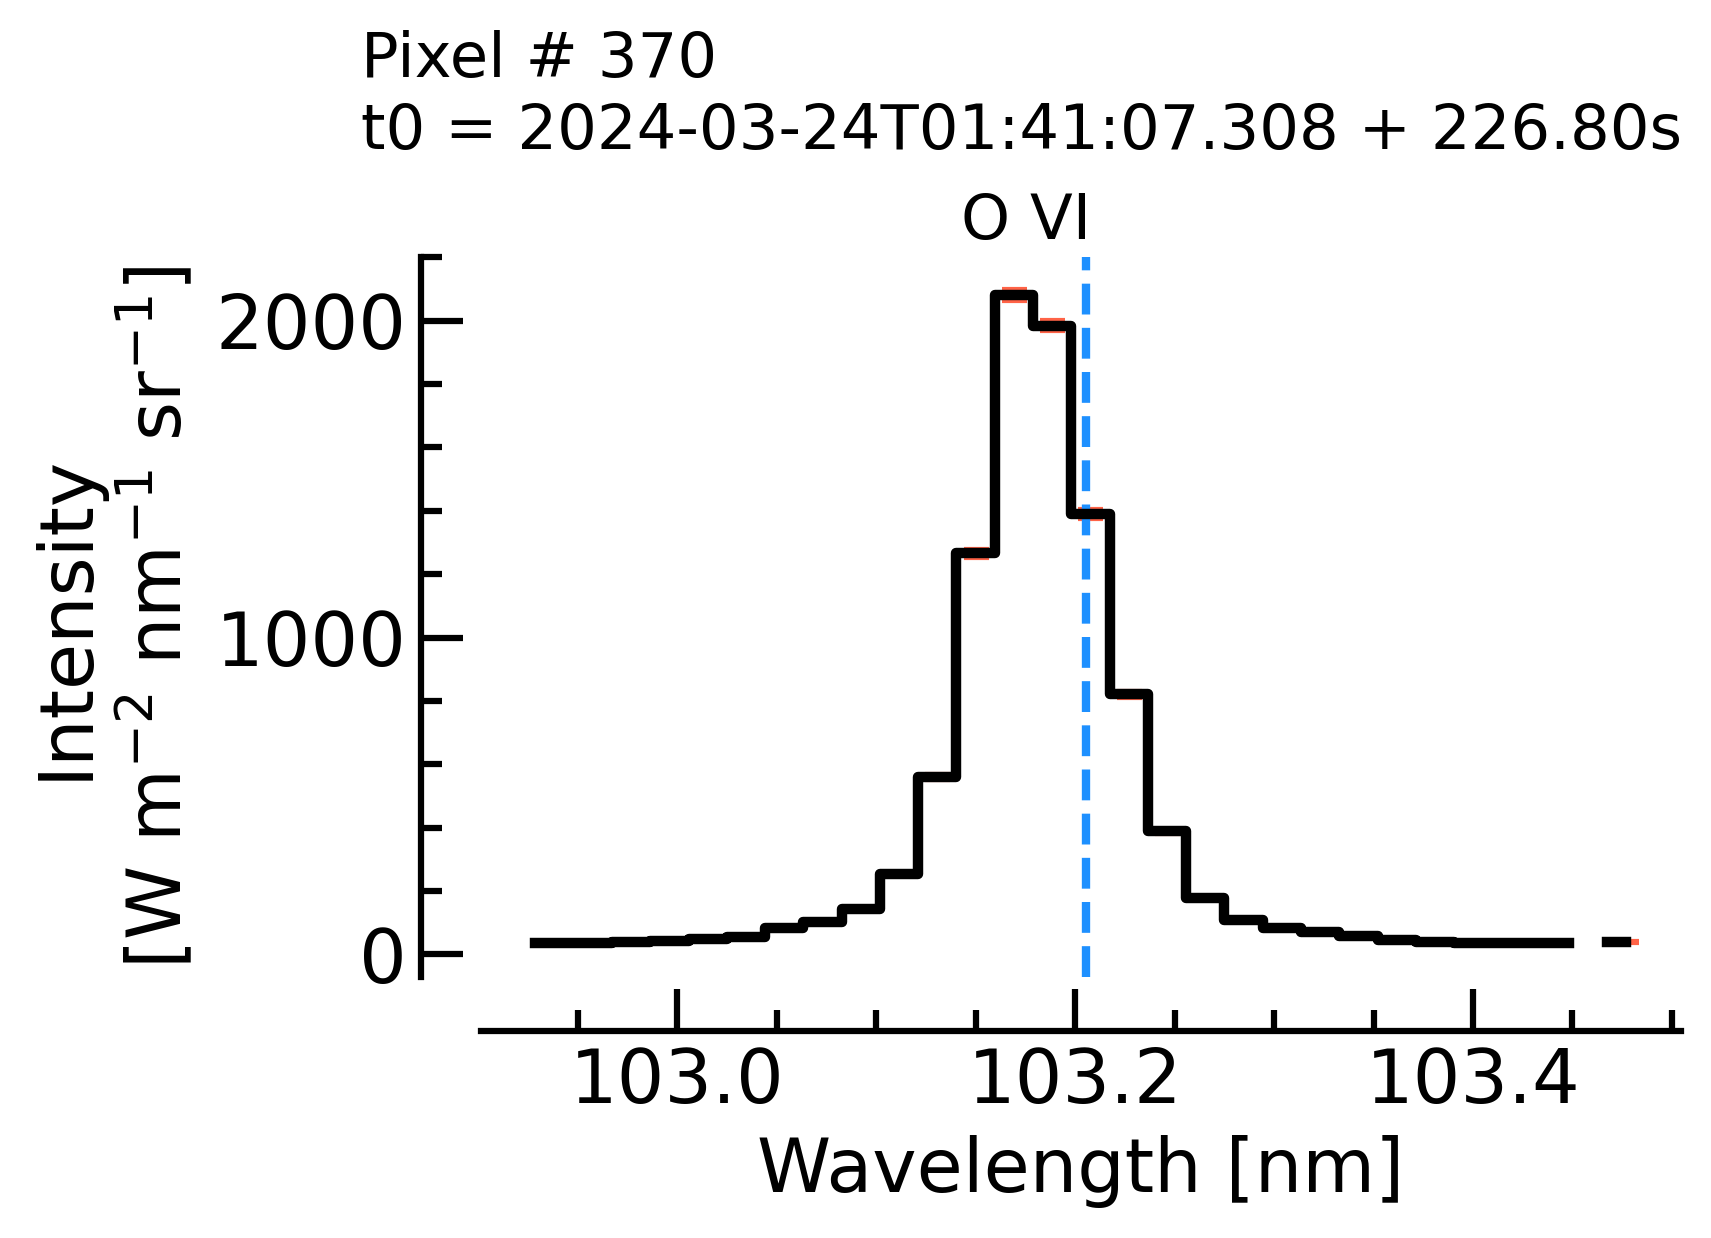 Pixel # 370
t0 = 2024-03-24T01:41:07.308 + 226.80s
O VI
Intensity
[W m⁻² nm⁻¹ sr⁻¹]
2000
1000
0
103.0 103.2 103.4
Wavelength [nm]